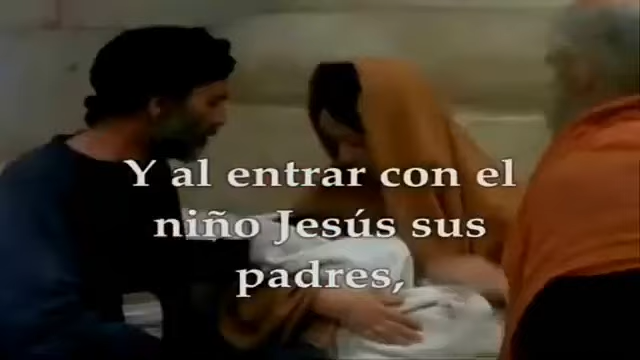 Y al entrar con el
niño Jesús sus
padres,